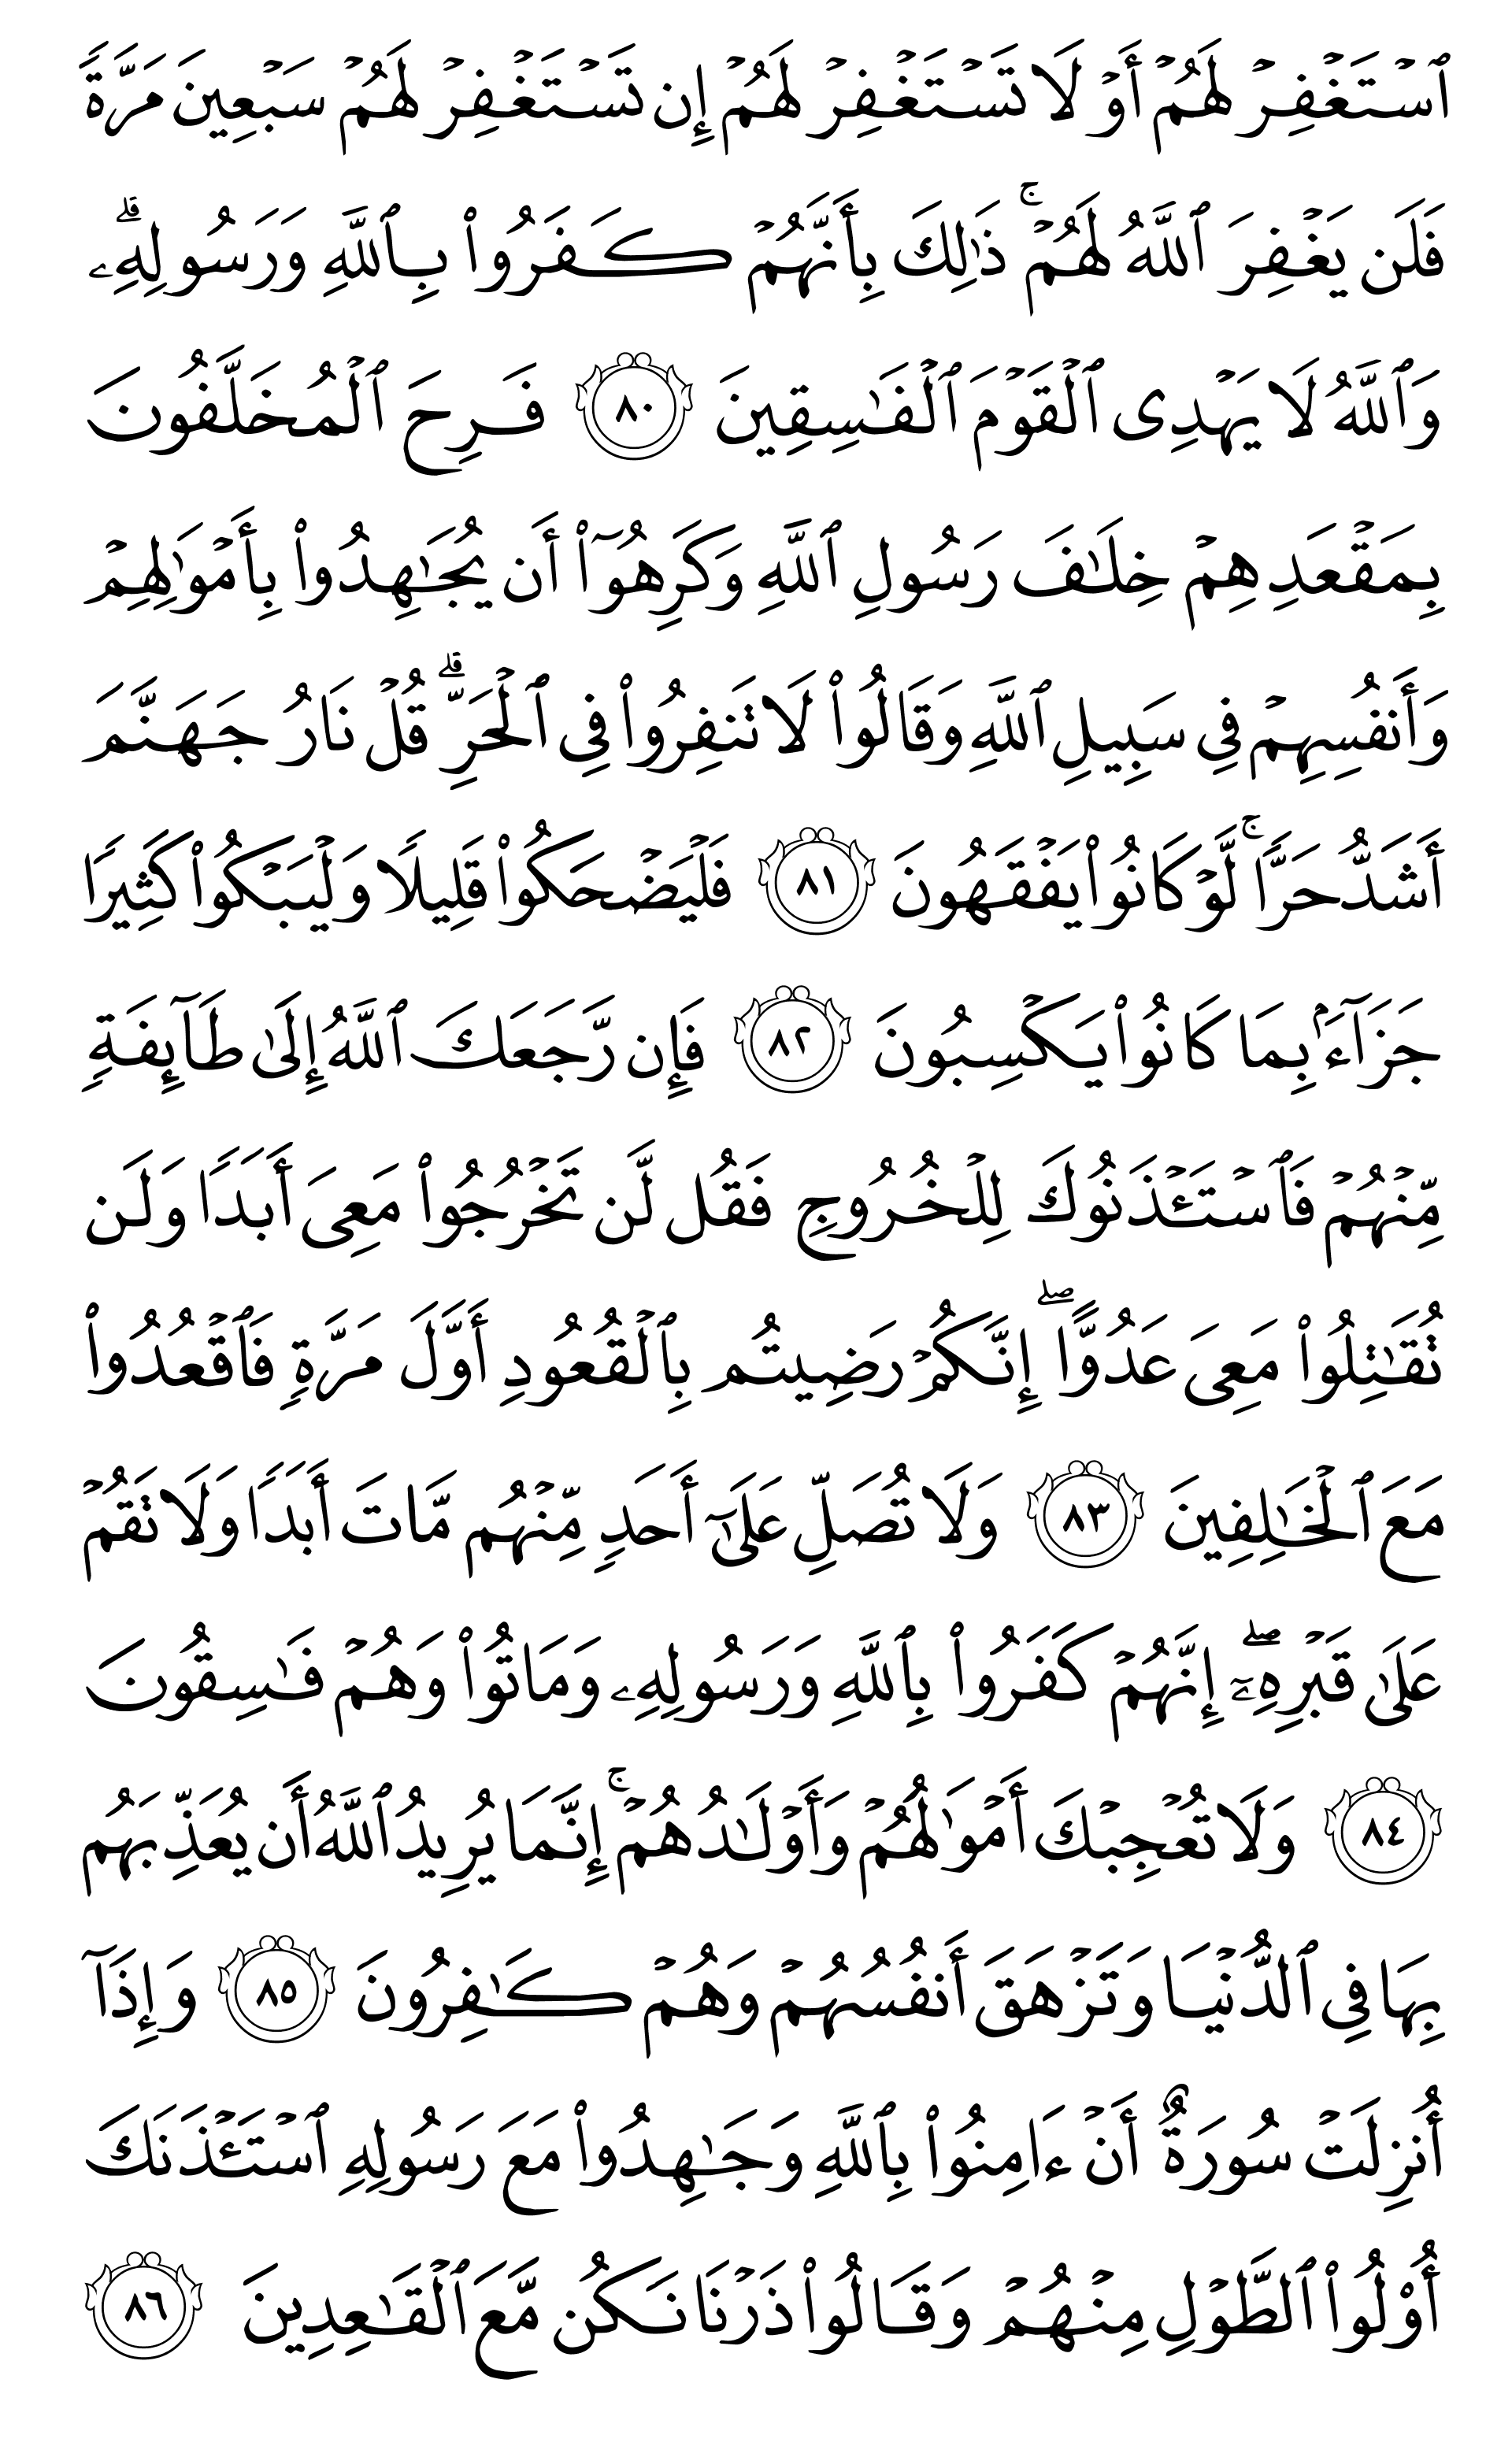 ٱسۡتَغۡفِرۡ لَهُمۡ أَوۡ لَا تَسۡتَغۡفِرۡ لَهُمۡ إِن تَسۡتَغۡفِرۡ لَهُمۡ سَبۡعِينَ مَرَّةٗ
فَلَن يَغۡفِرَ ٱللَّهُ لَهُمۡۚ ذَٰلِكَ بِأَنَّهُمۡ كَفَرُواْ بِٱللَّهِ وَرَسُولِهِۦۗ
وَٱللَّهُ لَا يَهۡدِي ٱلۡقَوۡمَ ٱلۡفَٰسِقِينَ ٨٠ فَرِحَ ٱلۡمُخَلَّفُونَ
بِمَقۡعَدِهِمۡ خِلَٰفَ رَسُولِ ٱللَّهِ وَكَرِهُوٓاْ أَن يُجَٰهِدُواْ بِأَمۡوَٰلِهِمۡ
وَأَنفُسِهِمۡ فِي سَبِيلِ ٱللَّهِ وَقَالُواْ لَا تَنفِرُواْ فِي ٱلۡحَرِّۗ قُلۡ نَارُ جَهَنَّمَ
أَشَدُّ حَرّٗاۚ لَّوۡ كَانُواْ يَفۡقَهُونَ ٨١ فَلۡيَضۡحَكُواْ قَلِيلٗا وَلۡيَبۡكُواْ كَثِيرٗا
جَزَآءَۢ بِمَا كَانُواْ يَكۡسِبُونَ ٨٢ فَإِن رَّجَعَكَ ٱللَّهُ إِلَىٰ طَآئِفَةٖ
مِّنۡهُمۡ فَٱسۡتَـٔۡذَنُوكَ لِلۡخُرُوجِ فَقُل لَّن تَخۡرُجُواْ مَعِيَ أَبَدٗا وَلَن
تُقَٰتِلُواْ مَعِيَ عَدُوًّاۖ إِنَّكُمۡ رَضِيتُم بِٱلۡقُعُودِ أَوَّلَ مَرَّةٖ فَٱقۡعُدُواْ
مَعَ ٱلۡخَٰلِفِينَ ٨٣ وَلَا تُصَلِّ عَلَىٰٓ أَحَدٖ مِّنۡهُم مَّاتَ أَبَدٗا وَلَا تَقُمۡ
عَلَىٰ قَبۡرِهِۦٓۖ إِنَّهُمۡ كَفَرُواْ بِٱللَّهِ وَرَسُولِهِۦ وَمَاتُواْ وَهُمۡ فَٰسِقُونَ
٨٤ وَلَا تُعۡجِبۡكَ أَمۡوَٰلُهُمۡ وَأَوۡلَٰدُهُمۡۚ إِنَّمَا يُرِيدُ ٱللَّهُ أَن يُعَذِّبَهُم
بِهَا فِي ٱلدُّنۡيَا وَتَزۡهَقَ أَنفُسُهُمۡ وَهُمۡ كَٰفِرُونَ ٨٥ وَإِذَآ
أُنزِلَتۡ سُورَةٌ أَنۡ ءَامِنُواْ بِٱللَّهِ وَجَٰهِدُواْ مَعَ رَسُولِهِ ٱسۡتَـٔۡذَنَكَ
أُوْلُواْ ٱلطَّوۡلِ مِنۡهُمۡ وَقَالُواْ ذَرۡنَا نَكُن مَّعَ ٱلۡقَٰعِدِينَ ٨٦